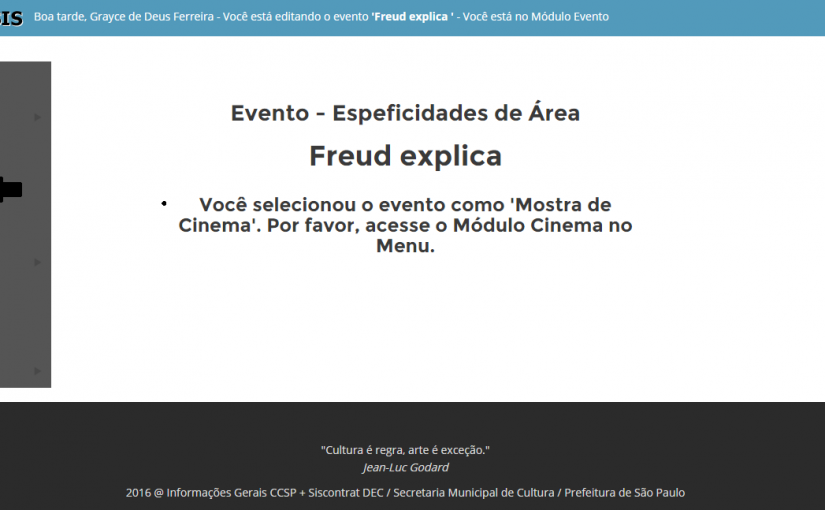 SIS Boa tarde, Grayce de Deus Ferreira - Você está editando o evento 'Freud explica ' - Você está no Módulo Evento
Evento - Espeficidades de Área
Freud explica
Você selecionou o evento como 'Mostra de
Cinema'. Por favor, acesse o Módulo Cinema no
Menu.
"Cultura é regra, arte é exceção."
Jean-Luc Godard
2016 @ Informações Gerais CCSP + Siscontrat DEC / Secretaria Municipal de Cultura / Prefeitura de São Paulo